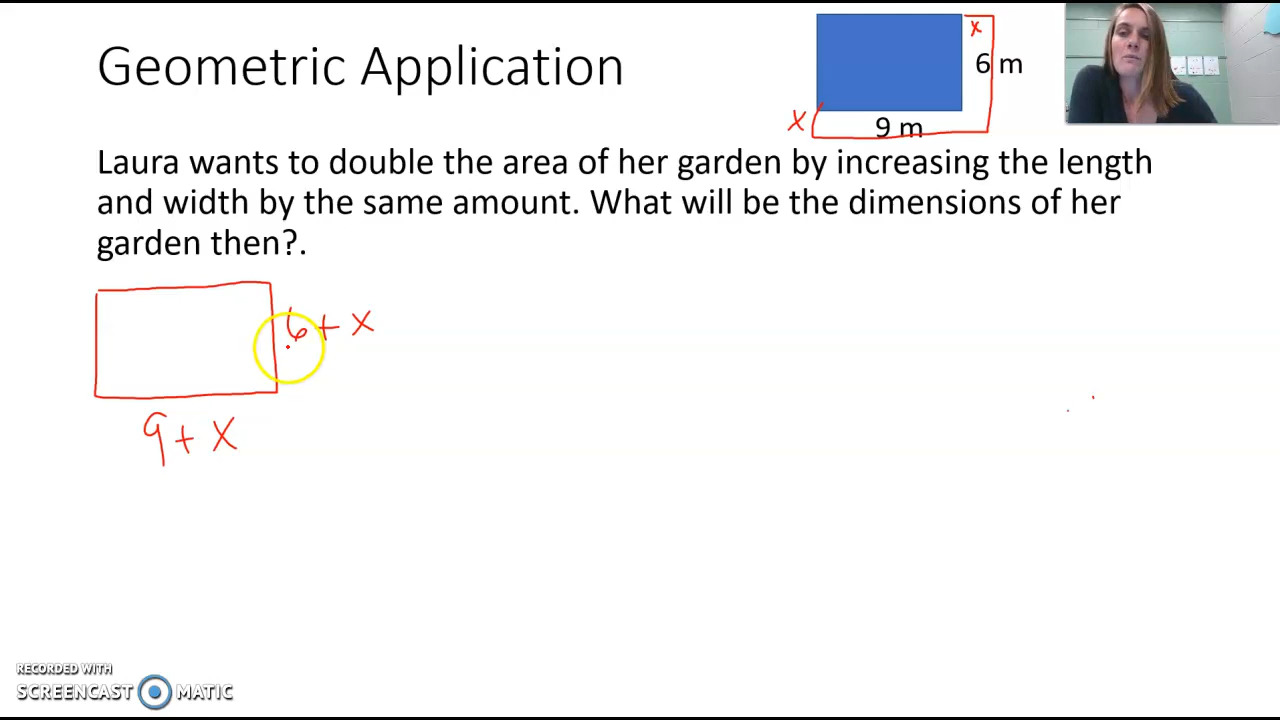 Geometric Application
x
6 m
x
9 m
Laura wants to double the area of her garden by increasing the length
and width by the same amount. What will be the dimensions of her
garden then?.
6 + x
9 + x
RECORDED WITH
SCREENCAST MATIC